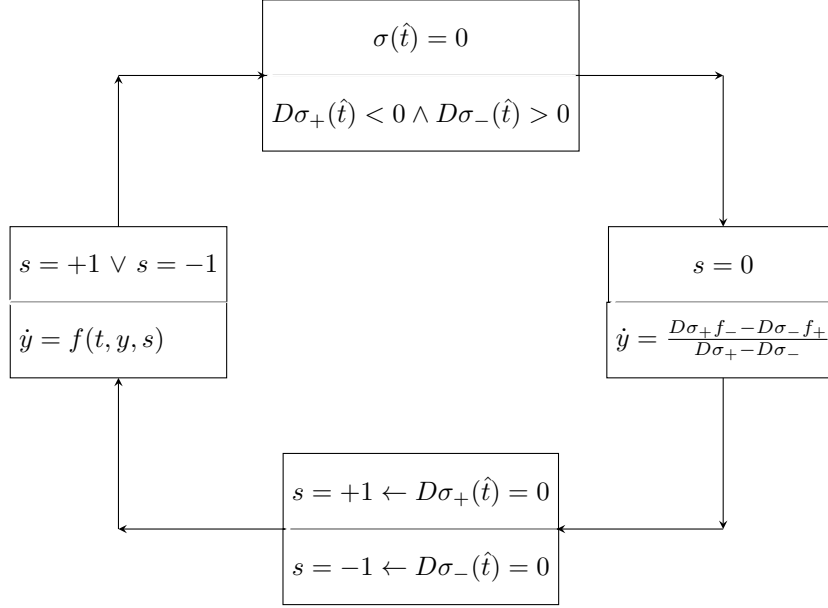 σ(t̂) = 0
Dσ₊(t̂) < 0 ∧ Dσ₋(t̂) > 0
s = +1 ∨ s = −1
ẏ = f(t, y, s)
s = 0
ẏ = (Dσ₊f₋−Dσ₋f₊)/(Dσ₊−Dσ₋)
s = +1 ← Dσ₊(t̂) = 0
s = −1 ← Dσ₋(t̂) = 0